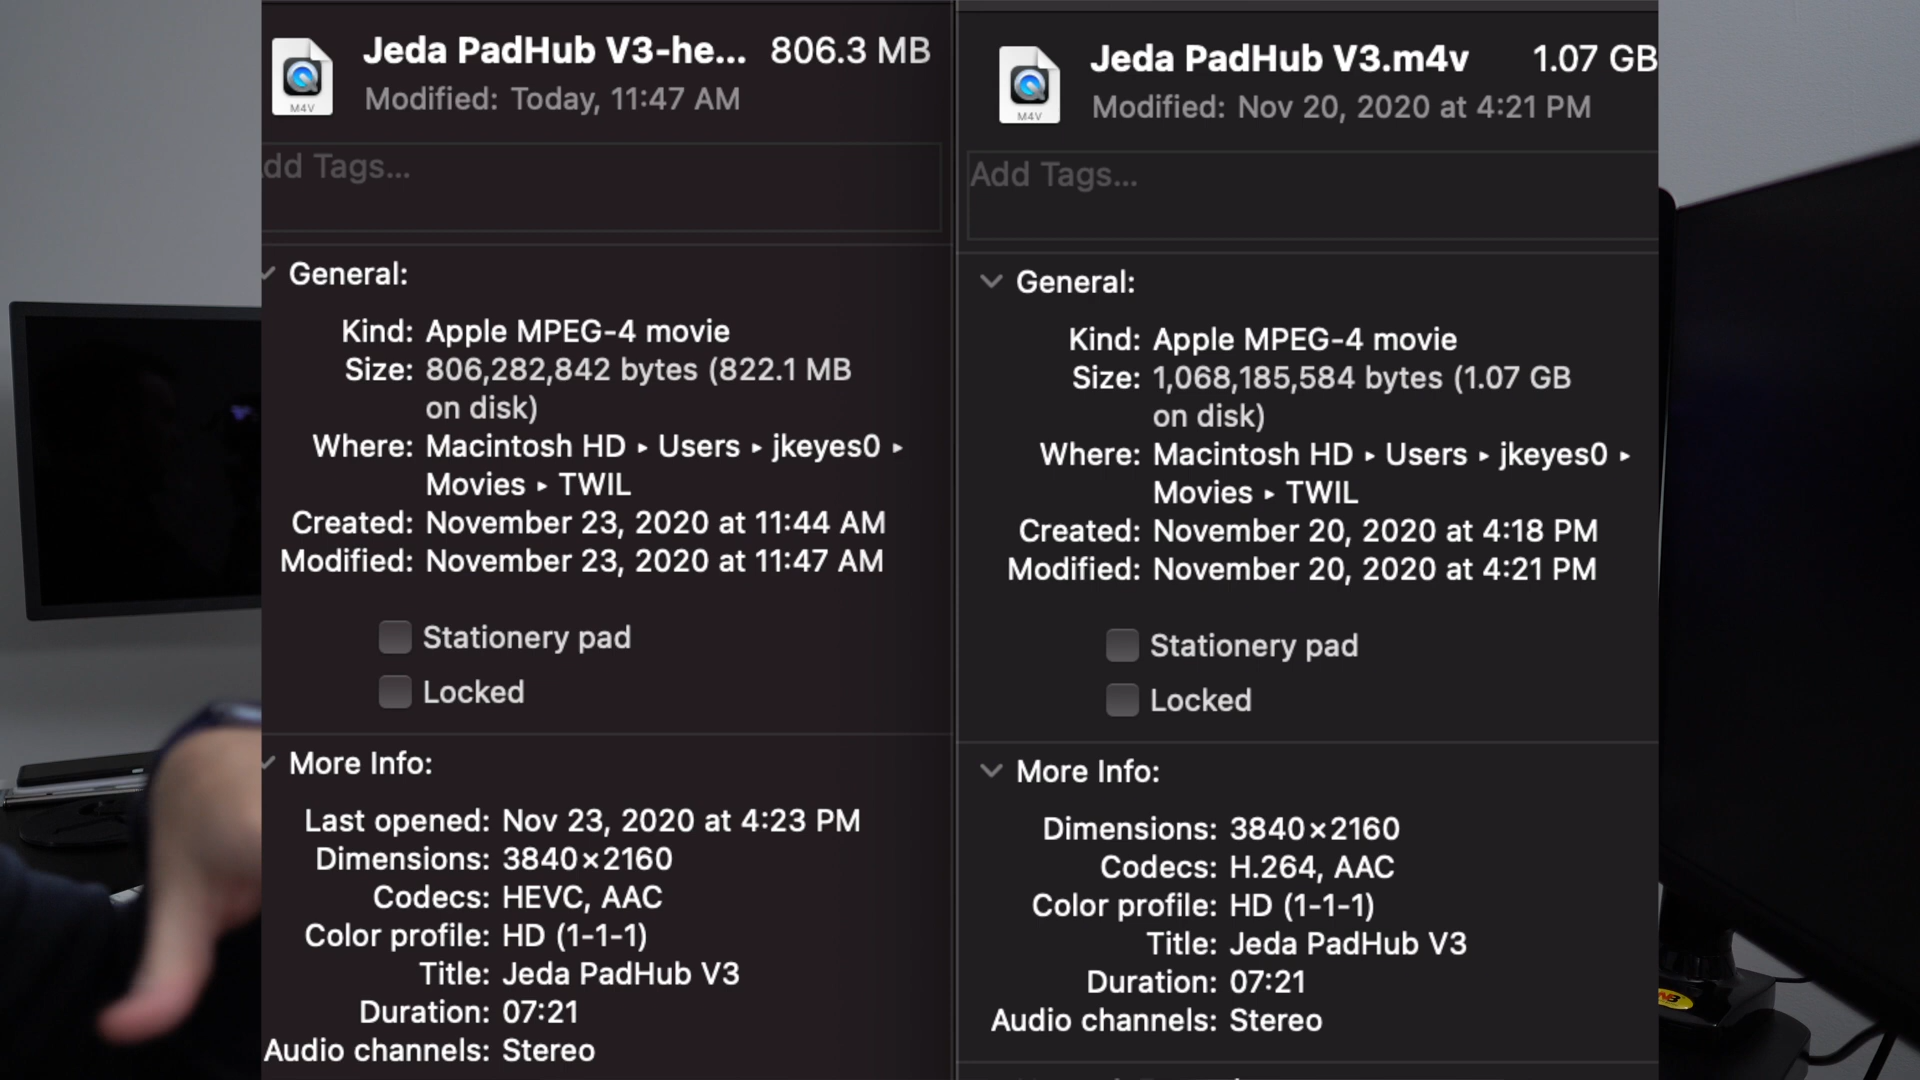 Jeda PadHub V3-he... 806.3 MB
Modified: Today, 11:47 AM
M4V
dd Tags...
General:
Kind: Apple MPEG-4 movie
Size: 806,282,842 bytes (822.1 MB
on disk)
Where: Macintosh HD ▸ Users ▸ jkeyes0 ▸
Movies ▸ TWIL
Created: November 23, 2020 at 11:44 AM
Modified: November 23, 2020 at 11:47 AM
Stationery pad
Locked
More Info:
Last opened: Nov 23, 2020 at 4:23 PM
Dimensions: 3840×2160
Codecs: HEVC, AAC
Color profile: HD (1-1-1)
Title: Jeda PadHub V3
Duration: 07:21
Audio channels: Stereo
Jeda PadHub V3.m4v 1.07 GB
Modified: Nov 20, 2020 at 4:21 PM
M4V
Add Tags...
General:
Kind: Apple MPEG-4 movie
Size: 1,068,185,584 bytes (1.07 GB
on disk)
Where: Macintosh HD ▸ Users ▸ jkeyes0 ▸
Movies ▸ TWIL
Created: November 20, 2020 at 4:18 PM
Modified: November 20, 2020 at 4:21 PM
Stationery pad
Locked
More Info:
Dimensions: 3840×2160
Codecs: H.264, AAC
Color profile: HD (1-1-1)
Title: Jeda PadHub V3
Duration: 07:21
Audio channels: Stereo